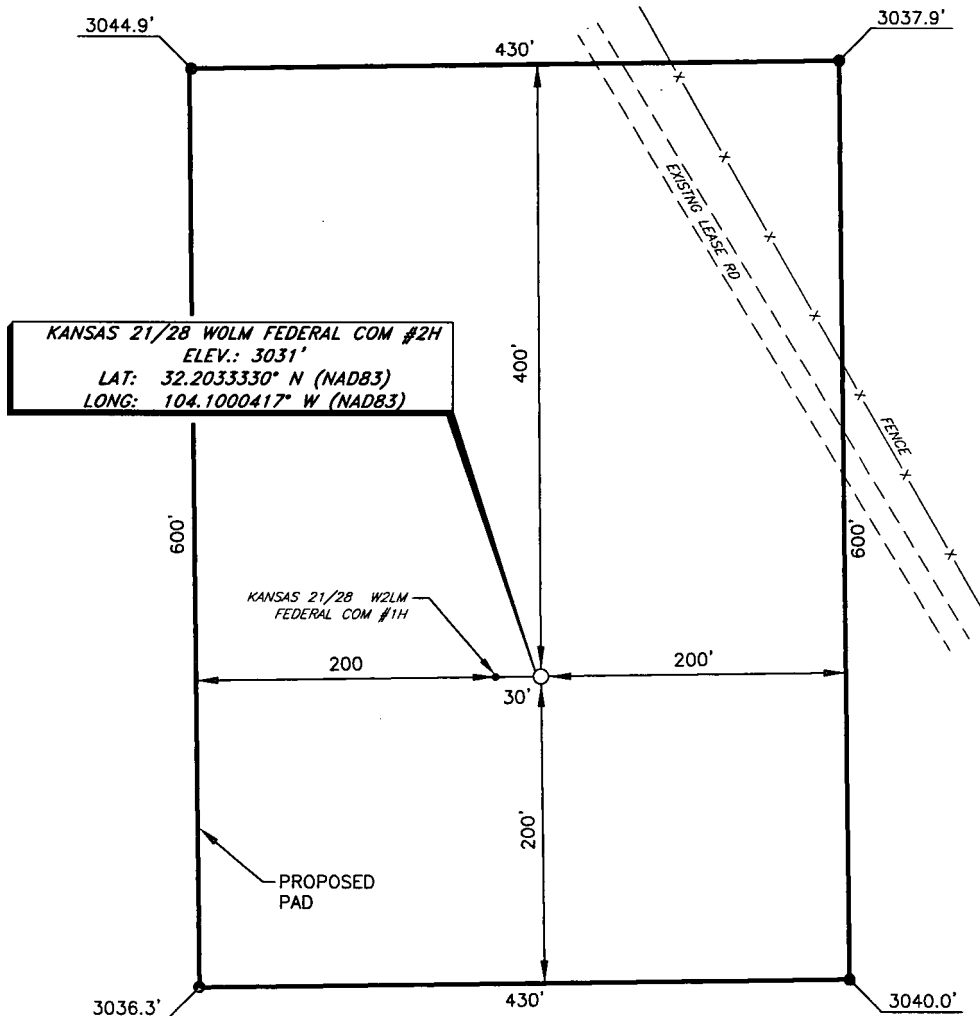 3044.9'
3037.9'
430'
EXISTNG LEASE RD
KANSAS 21/28 W0LM FEDERAL COM #2H
ELEV.: 3031'
LAT: 32.2033330° N (NAD83)
LONG: 104.1000417° W (NAD83)
400'
FENCE
600'
600'
KANSAS 21/28 W2LM
FEDERAL COM #1H
200
200'
30'
200'
PROPOSED
PAD
3036.3'
430'
3040.0'